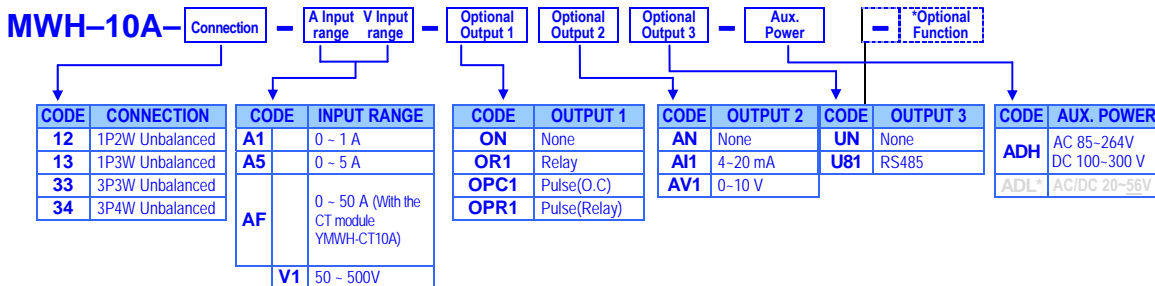 MWH–10A– Connection – A Input range V Input range – Optional Output 1 Optional Output 2 Optional Output 3 – Aux. Power – *Optional Function
CODE CONNECTION
12 1P2W Unbalanced
13 1P3W Unbalanced
33 3P3W Unbalanced
34 3P4W Unbalanced
CODE INPUT RANGE
A1 0 ~ 1 A
A5 0 ~ 5 A
AF 0 ~ 50 A (With the
CT module
YMWH-CT10A)
V1 50 ~ 500V
CODE OUTPUT 1
ON None
OR1 Relay
OPC1 Pulse(O.C)
OPR1 Pulse(Relay)
CODE OUTPUT 2
AN None
AI1 4~20 mA
AV1 0~10 V
CODE OUTPUT 3
UN None
U81 RS485
CODE AUX. POWER
ADH AC 85~264V
DC 100~300 V
ADL* AC/DC 20~56V